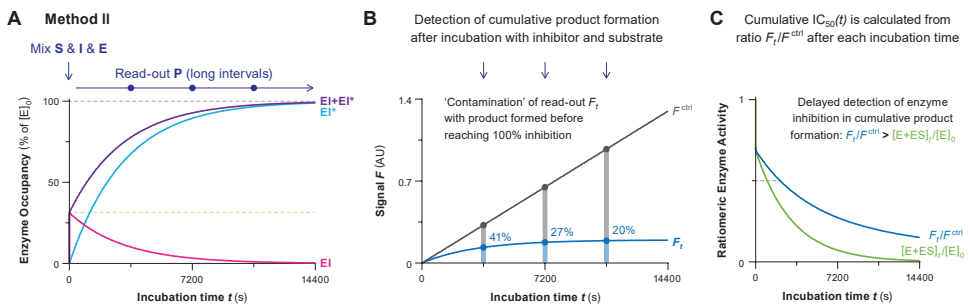 A Method II
Mix S & I & E
Read-out P (long intervals)
EI+EI*
EI*
EI
100
50
0
0 7200 14400
Enzyme Occupancy (% of [E]0)
Incubation time t (s)
B Detection of cumulative product formation
after incubation with inhibitor and substrate
‘Contamination’ of read-out Ft
with product formed before
reaching 100% inhibition
Fctrl
41% 27% 20%
Ft
1.4
0.7
0
0 7200 14400
Signal F (AU)
Incubation time t (s)
C Cumulative IC50(t) is calculated from
ratio Ft/Fctrl after each incubation time
Delayed detection of enzyme
inhibition in cumulative product
formation: Ft/Fctrl > [E+ES]t/[E]0
Ft/Fctrl
[E+ES]t/[E]0
1
0
0 7200 14400
Ratiometric Enzyme Activity
Incubation time t (s)